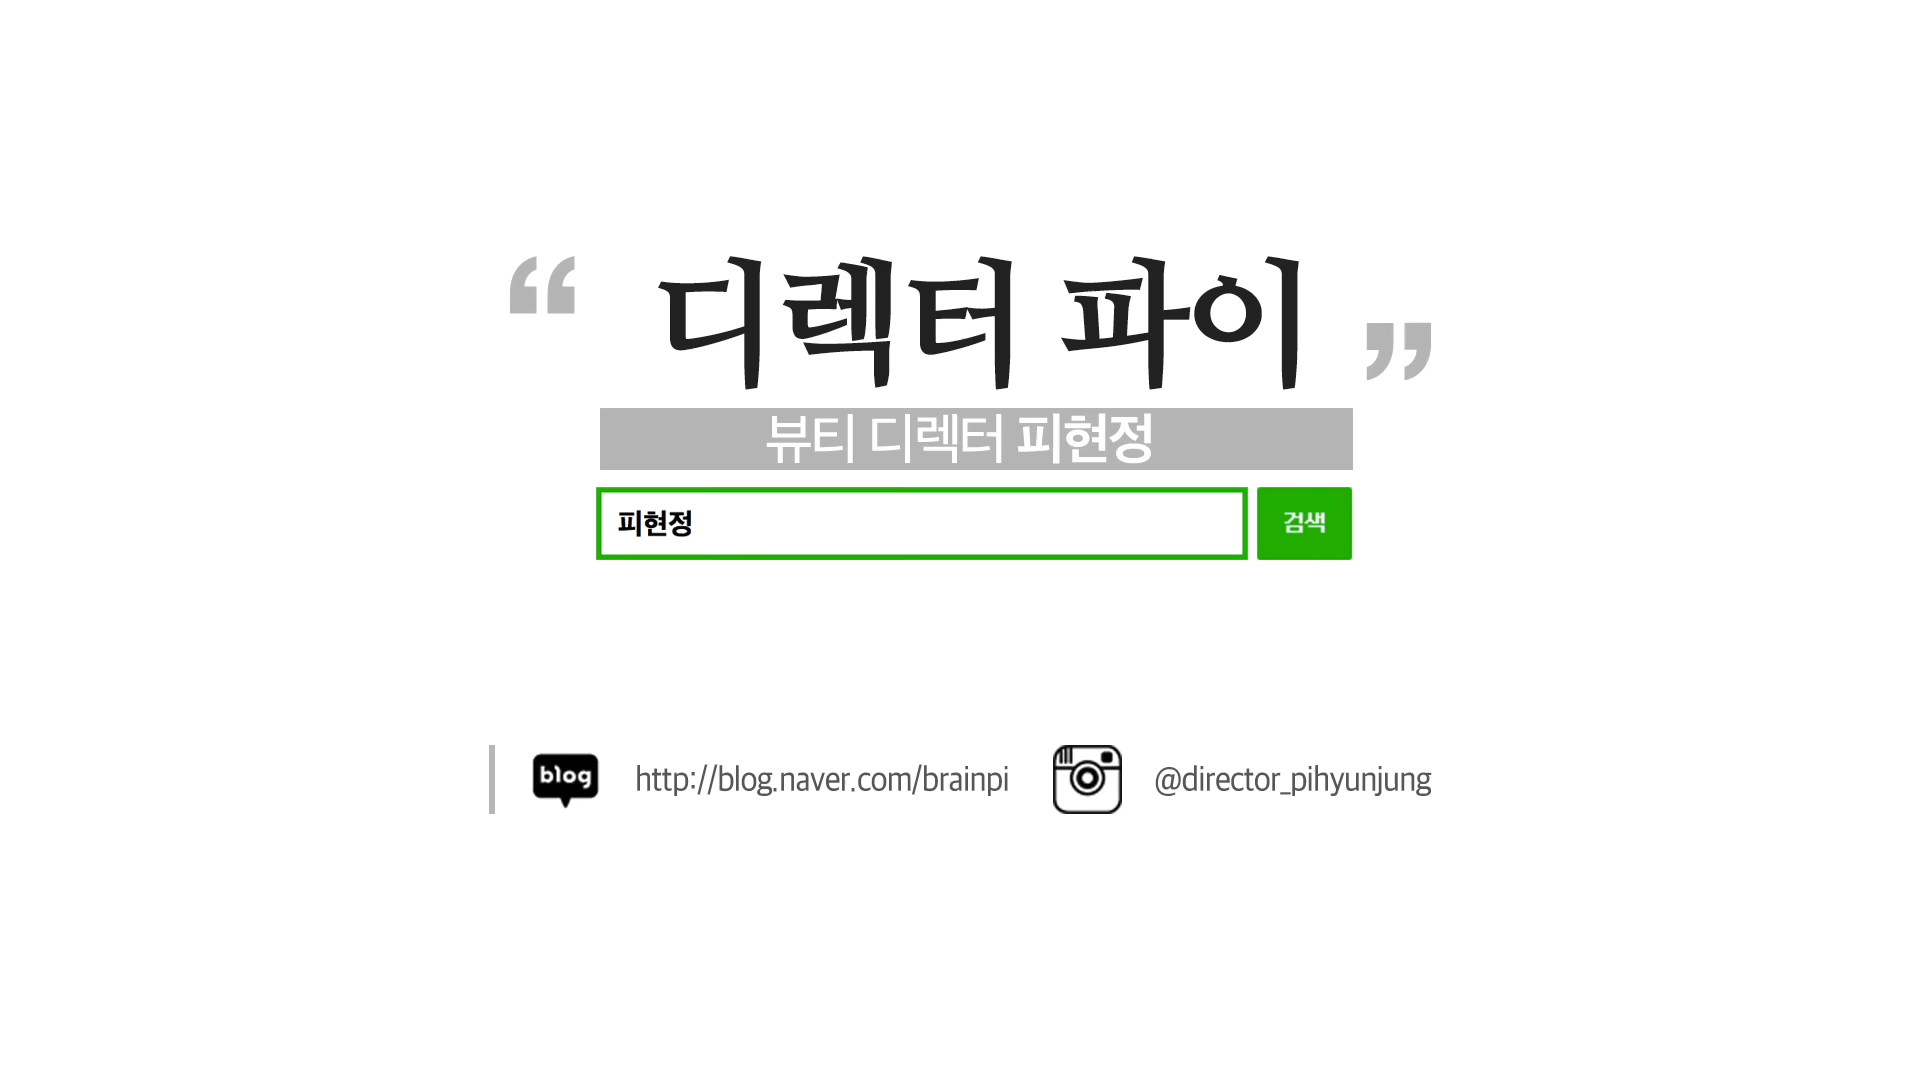 “ 디렉터 파이 ”
뷰티 디렉터 피현정
피현정 검색
blog http://blog.naver.com/brainpi @director_pihyunjung